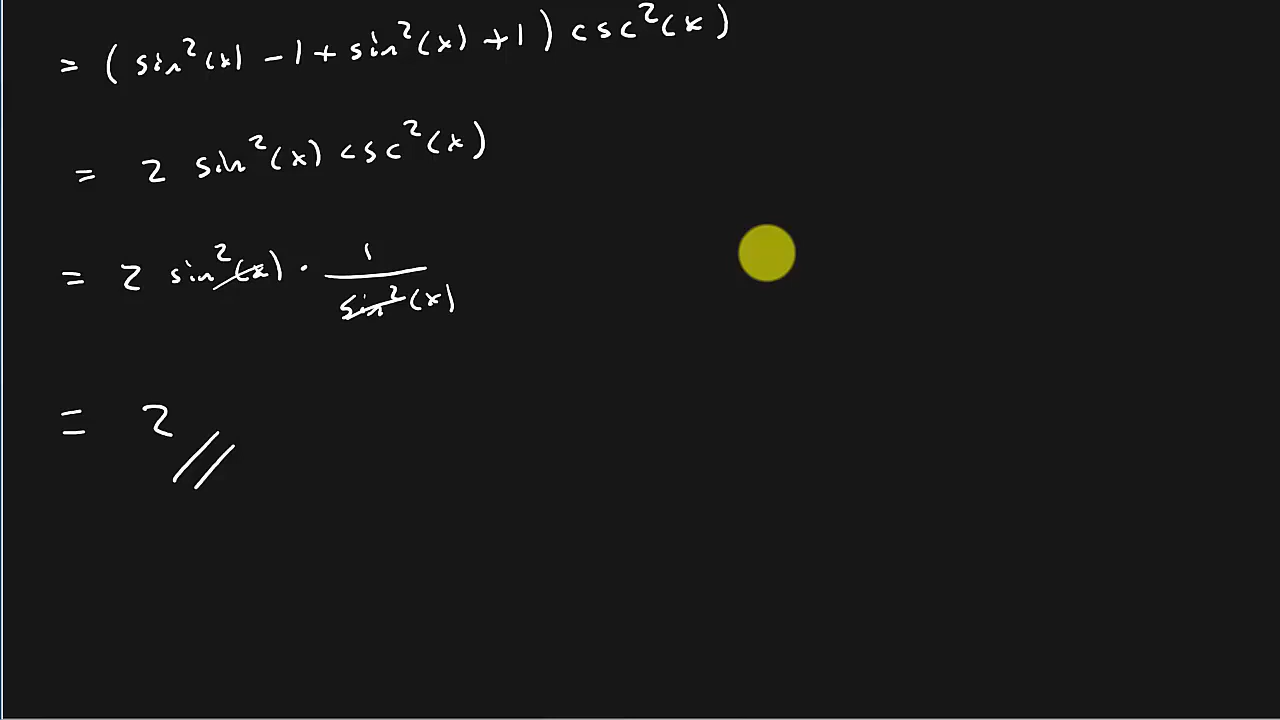 = (sin²(x) - 1 + sin²(x) + 1) csc²(x)
= 2 sin²(x) csc²(x)
= 2 sin²(x) · 1/sin²(x)
= 2 //